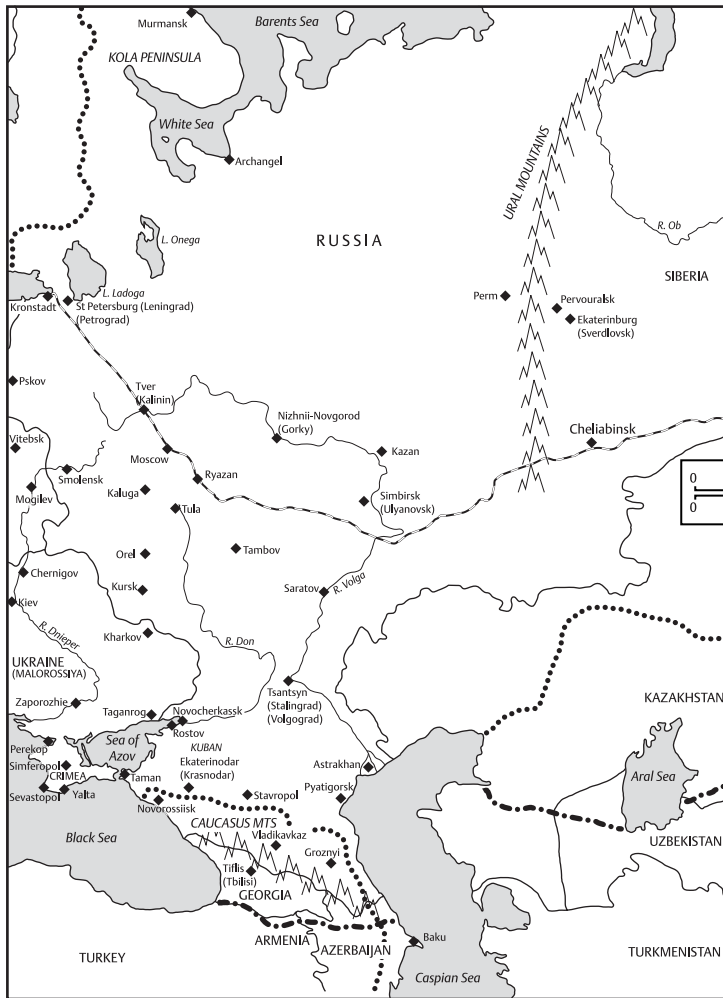 Barents Sea
Murmansk
KOLA PENINSULA
White Sea
Archangel
URAL MOUNTAINS
R. Ob
L. Onega
RUSSIA
SIBERIA
L. Ladoga
Kronstadt
St Petersburg (Leningrad)
(Petrograd)
Perm
Pervouralsk
Ekaterinburg
(Sverdlovsk)
Pskov
Tver
(Kalinin)
Nizhnii-Novgorod
(Gorky)
Cheliabinsk
Vitebsk
Moscow
Kazan
Smolensk
Ryazan
Mogilev
Kaluga
Simbirsk
(Ulyanovsk)
Tula
0
0
Orel
Tambov
Chernigov
Kursk
Saratov
R. Volga
Kiev
R. Dnieper
Kharkov
R. Don
UKRAINE
(MALOROSSIYA)
Tsantsyn
(Stalingrad)
(Volgograd)
KAZAKHSTAN
Zaporozhie
Taganrog
Novocherkassk
Rostov
Sea of
Azov
KUBAN
Perekop
Ekaterinodar
(Krasnodar)
Astrakhan
Simferopol
CRIMEA
Taman
Aral Sea
Sevastopol
Yalta
Stavropol
Pyatigorsk
Novorossiisk
CAUCASUS MTS
Black Sea
Vladikavkaz
UZBEKISTAN
Groznyi
Tiflis
(Tbilisi)
GEORGIA
ARMENIA
AZERBAIJAN
Baku
TURKEY
Caspian Sea
TURKMENISTAN